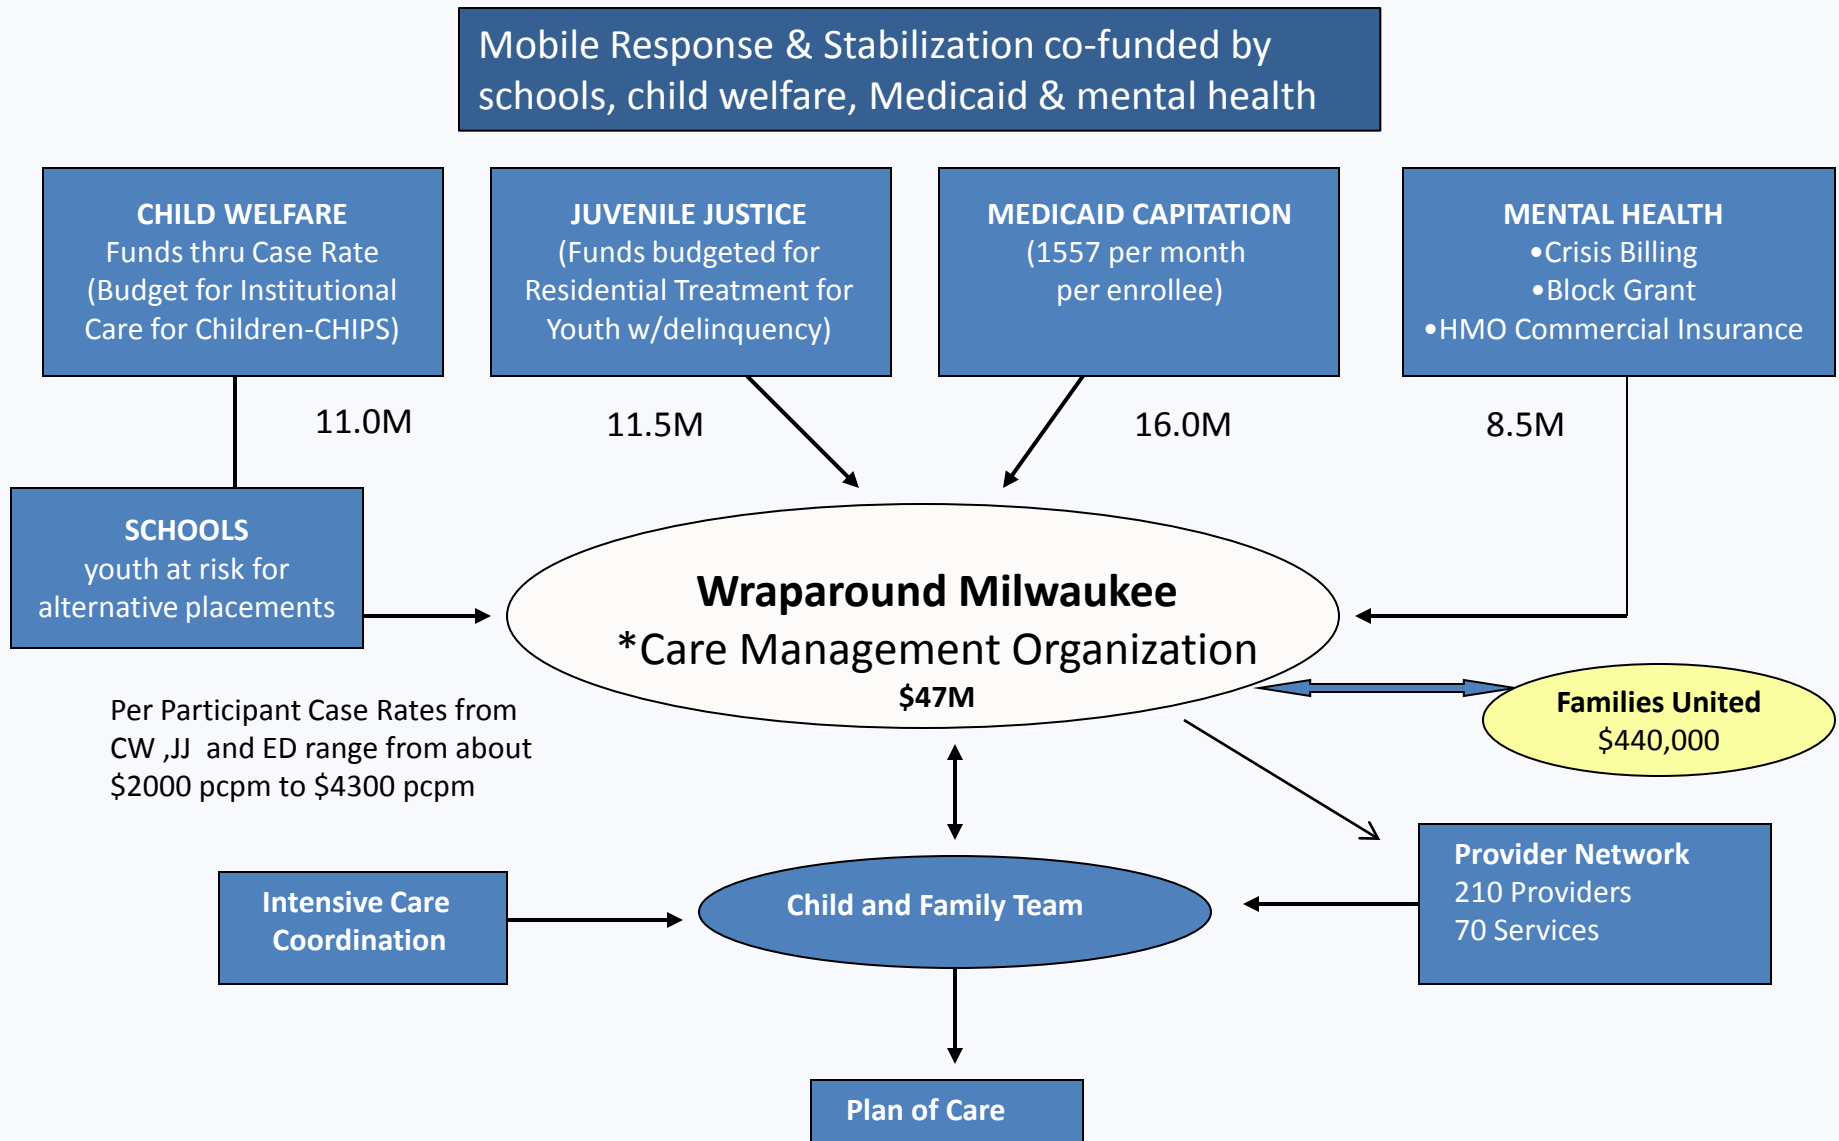 Mobile Response & Stabilization co-funded by
schools, child welfare, Medicaid & mental health
CHILD WELFARE
Funds thru Case Rate
(Budget for Institutional
Care for Children-CHIPS)
JUVENILE JUSTICE
(Funds budgeted for
Residential Treatment for
Youth w/delinquency)
MEDICAID CAPITATION
(1557 per month
per enrollee)
MENTAL HEALTH
•Crisis Billing
•Block Grant
•HMO Commercial Insurance
11.0M
11.5M
16.0M
8.5M
SCHOOLS
youth at risk for
alternative placements
Wraparound Milwaukee
*Care Management Organization
$47M
Families United
$440,000
Per Participant Case Rates from
CW ,JJ  and ED range from about
$2000 pcpm to $4300 pcpm
Provider Network
210 Providers
70 Services
Intensive Care
Coordination
Child and Family Team
Plan of Care